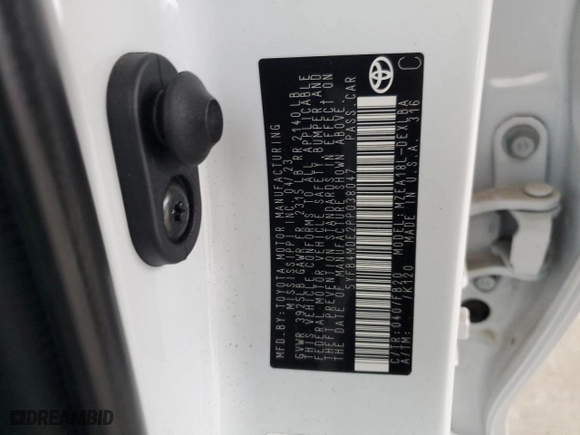 MFD.BY:TOYOTA MOTOR MANUFACTURING
MISSISSIPPI INC. 04/23
GVWR 3925LB GAWR FR 2315LB RR 2140LB
THIS VEHICLE CONFORMS TO ALL APPLICABLE
FEDERAL MOTOR VEHICLE SAFETY BUMPER, AND
THEFT PREVENTION STANDARDS IN EFFECT ON
THE DATE OF MANUFACTURE SHOWN ABOVE.
5YFB4MDE2PP038047 PASS.CAR
C/TR:040/FB20 MODEL:MZEA18L-DEXLBA
A/TM: -/K120 MADE IN U.S.A. 316
C
DREAMBID